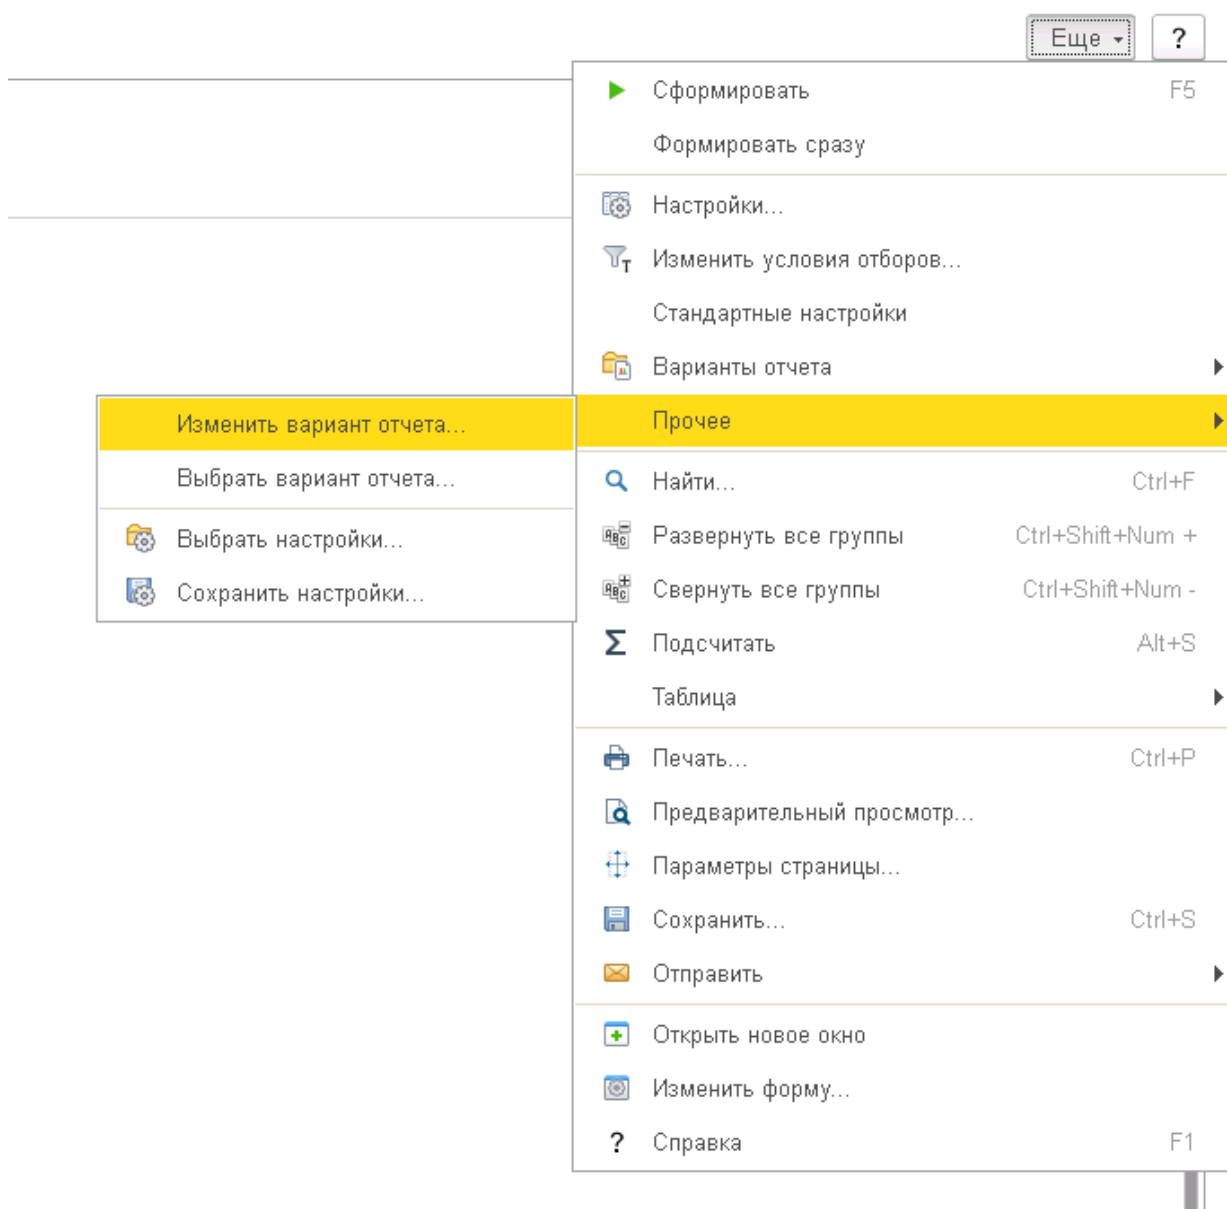 Еще
?
Сформировать F5
Формировать сразу
Настройки...
Изменить условия отборов...
Стандартные настройки
Варианты отчета
Прочее
Изменить вариант отчета...
Выбрать вариант отчета...
Выбрать настройки...
Сохранить настройки...
Найти... Ctrl+F
Развернуть все группы Ctrl+Shift+Num +
Свернуть все группы Ctrl+Shift+Num -
Подсчитать Alt+S
Таблица
Печать... Ctrl+P
Предварительный просмотр...
Параметры страницы...
Сохранить... Ctrl+S
Отправить
Открыть новое окно
Изменить форму...
? Справка F1